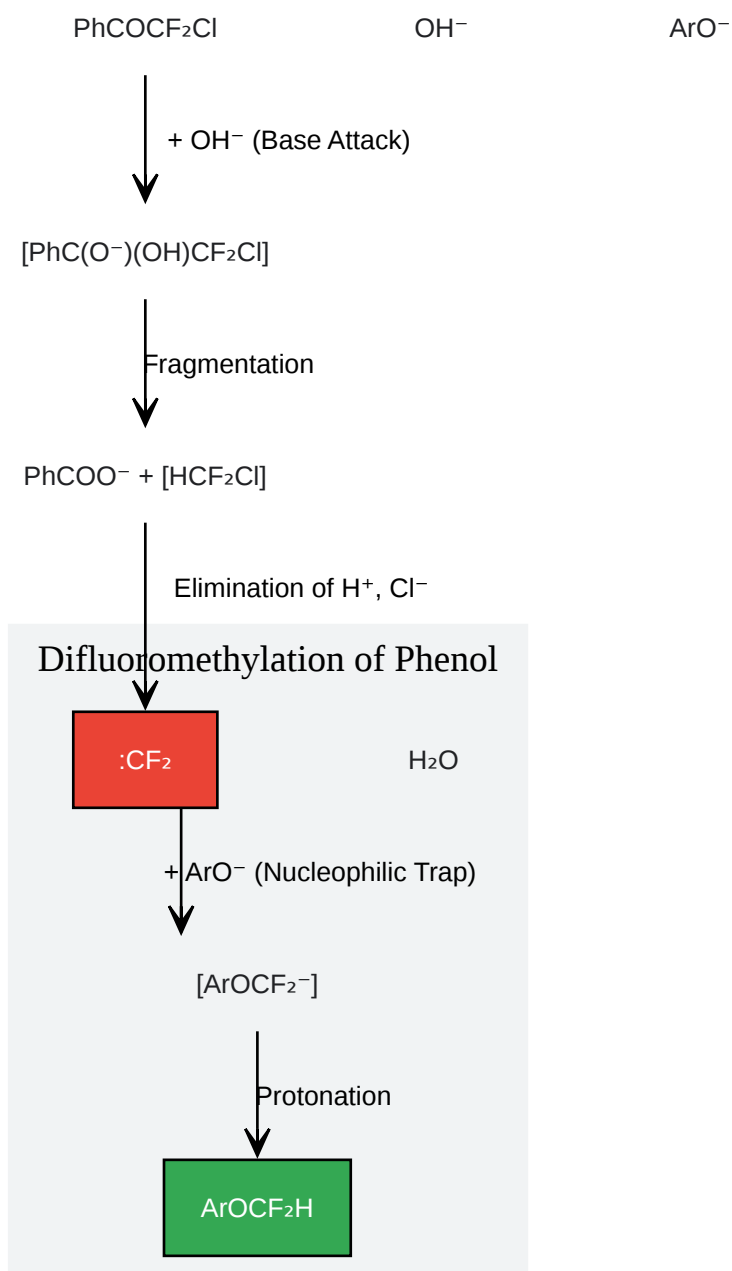 PhCOCF₂Cl OH⁻ ArO⁻
+ OH⁻ (Base Attack)
[PhC(O⁻)(OH)CF₂Cl]
Fragmentation
PhCOO⁻ + [HCF₂Cl]
Elimination of H⁺, Cl⁻
Difluoromethylation of Phenol
:CF₂ H₂O
+ ArO⁻ (Nucleophilic Trap)
[ArOCF₂⁻]
Protonation
ArOCF₂H